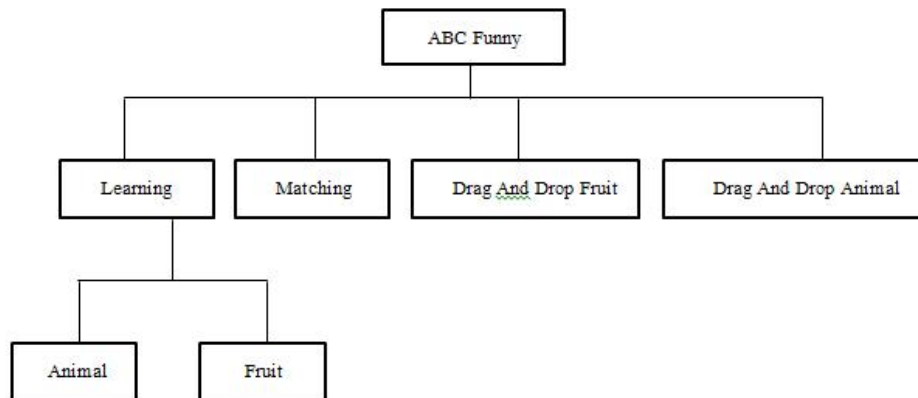 ABC Funny
Learning
Matching
Drag And Drop Fruit
Drag And Drop Animal
Animal
Fruit